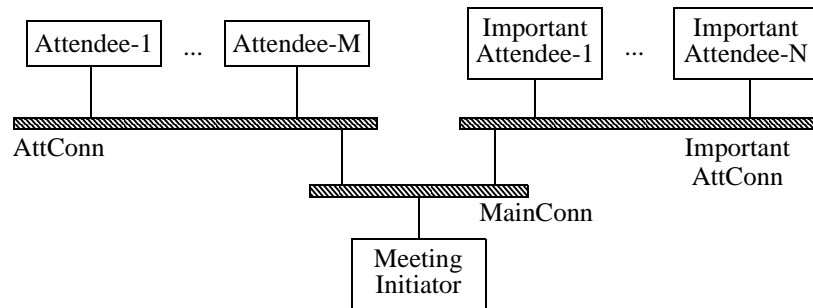 Attendee-1
...
Attendee-M
Important
Attendee-1
...
Important
Attendee-N
AttConn
Important
AttConn
MainConn
Meeting
Initiator